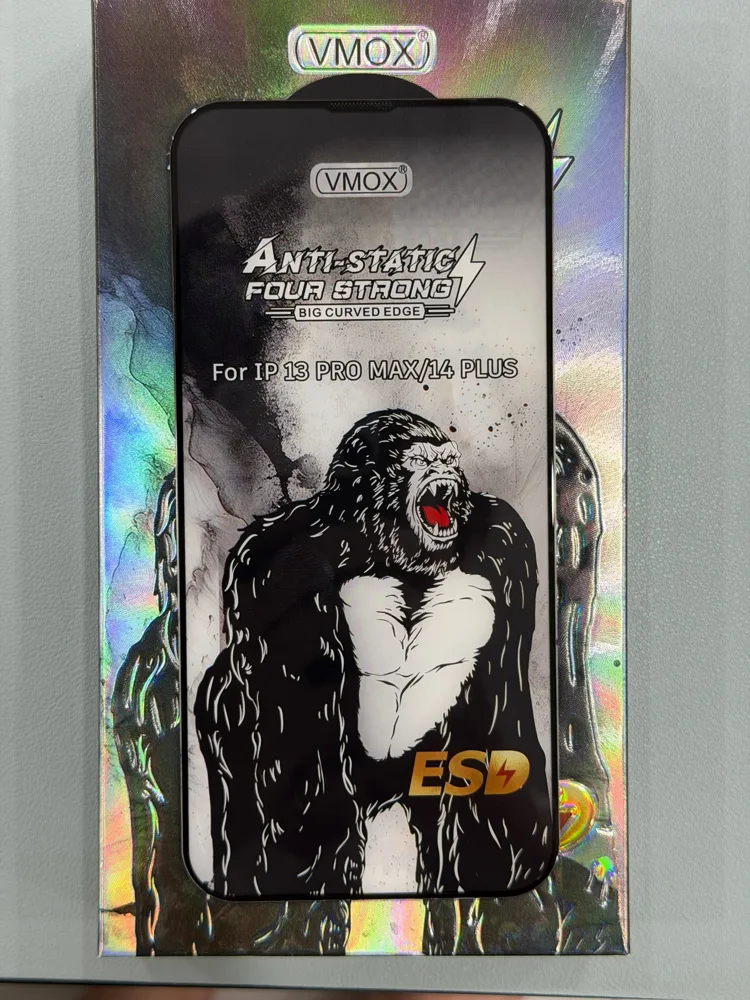 VMOX®
VMOX®
ANTI-STATIC
FOUR STRONG
BIG CURVED EDGE
For IP 13 PRO MAX/14 PLUS
ESD